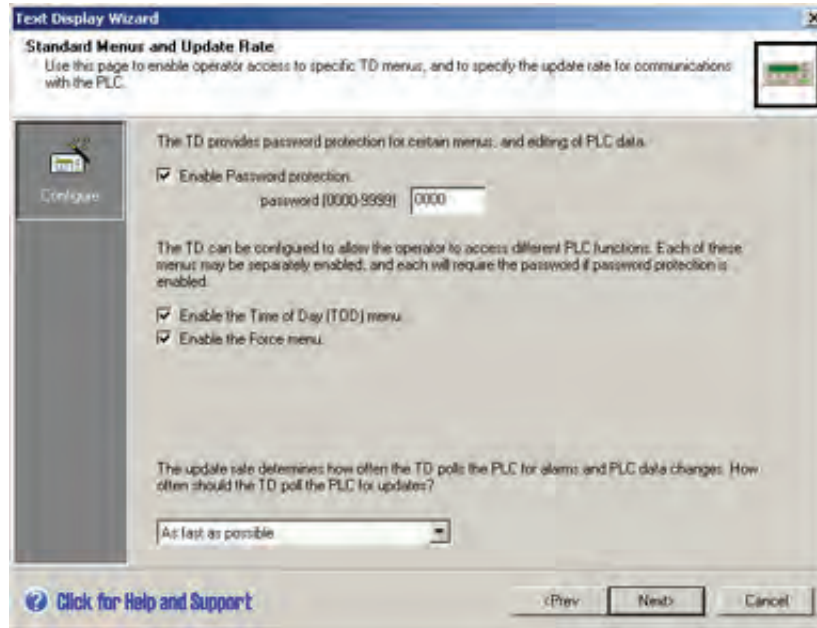 Text Display Wizard
Standard Menus and Update Rate
Use this page to enable operator access to specific TD menus, and to specify the update rate for communications
with the PLC.
Configure
The TD provides password protection for certain menus, and editing of PLC data.
Enable Password protection.
password (0000-9999)
0000
The TD can be configured to allow the operator to access different PLC functions. Each of these
menus may be separately enabled, and each will require the password if password protection is
enabled.
Enable the Time of Day (TOD) menu.
Enable the Force menu.
The update rate determines how often the TD polls the PLC for alarms and PLC data changes. How
often should the TD poll the PLC for updates?
As fast as possible
Click for Help and Support
<Prev
Next>
Cancel